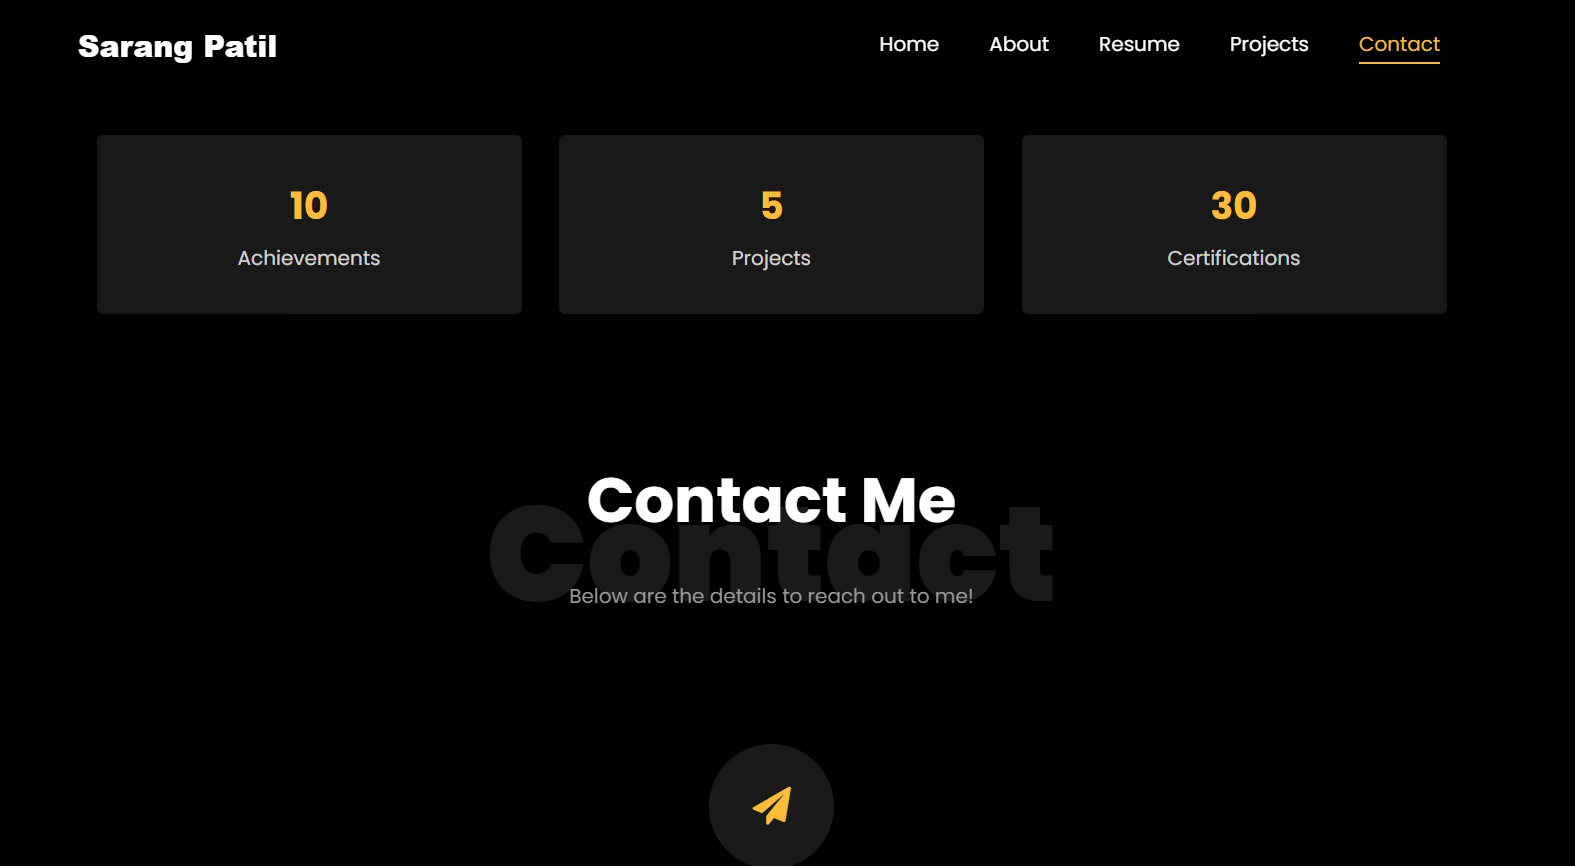 Sarang Patil
Home About Resume Projects Contact
10 5 30
Achievements Projects Certifications
Contact Me
Contact
Below are the details to reach out to me!